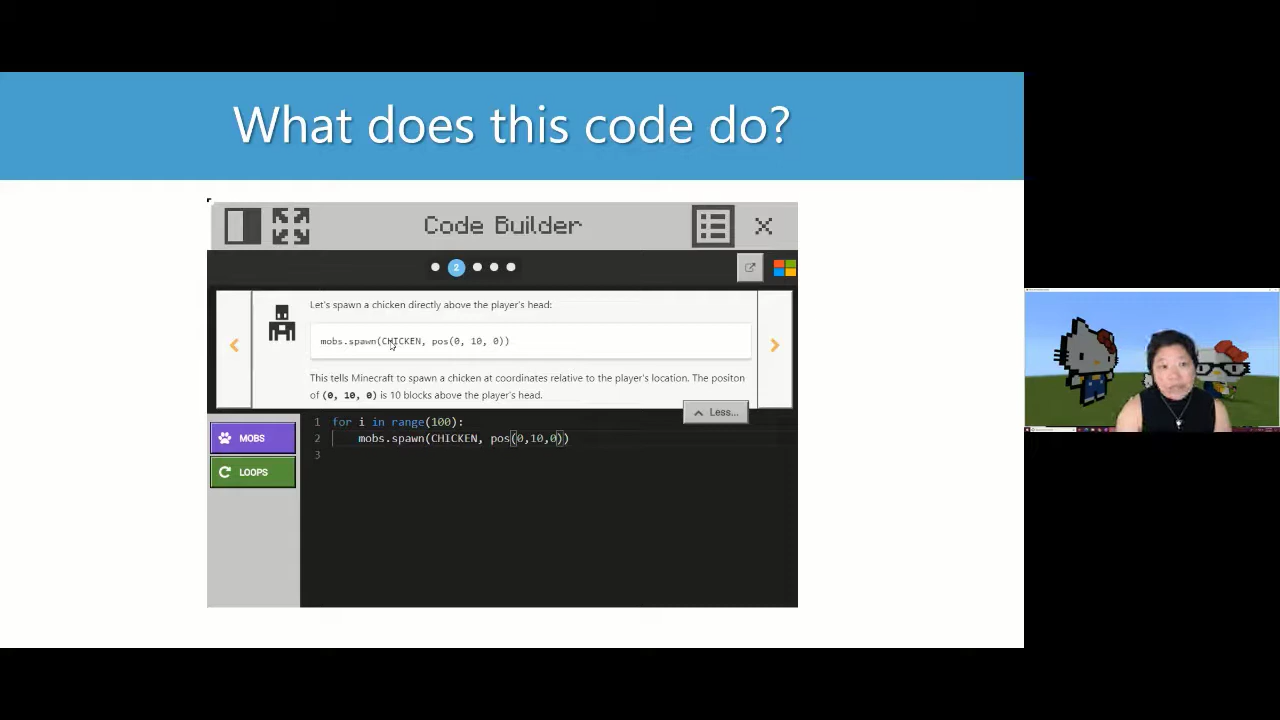 What does this code do?
Code Builder
2
Let's spawn a chicken directly above the player's head:
mobs.spawn(CHICKEN, pos(0, 10, 0))
This tells Minecraft to spawn a chicken at coordinates relative to the player's location. The positon
of (0, 10, 0) is 10 blocks above the player's head.
Less...
MOBS
LOOPS
1 for i in range(100):
2 mobs.spawn(CHICKEN, pos(0,10,0))
3